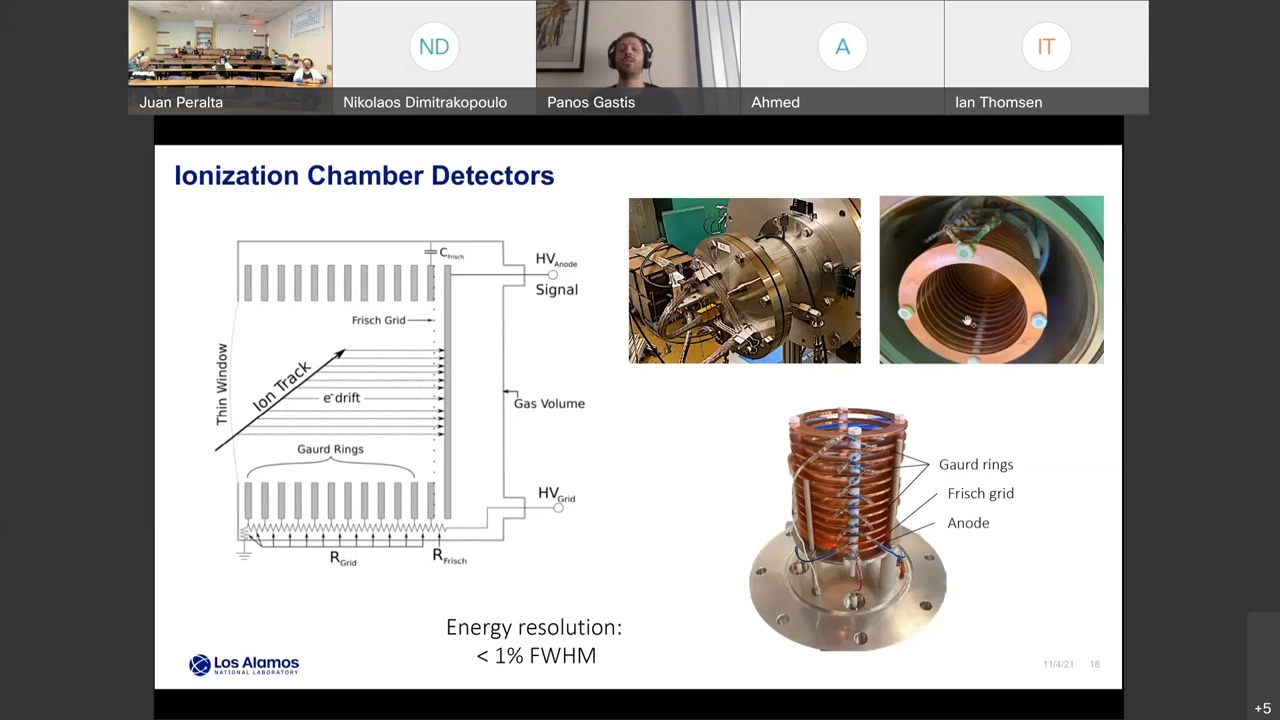 ND
A
IT
Juan Peralta
Nikolaos Dimitrakopoulo
Panos Gastis
Ahmed
Ian Thomsen
Ionization Chamber Detectors
CFrisch
HVAnode
Signal
Frisch Grid
Thin Window
Ion Track
e- drift
Gas Volume
Gaurd Rings
HVGrid
RGrid
RFrisch
Gaurd rings
Frisch grid
Anode
Energy resolution:
< 1% FWHM
Los Alamos
NATIONAL LABORATORY
11/4/21 18
+5